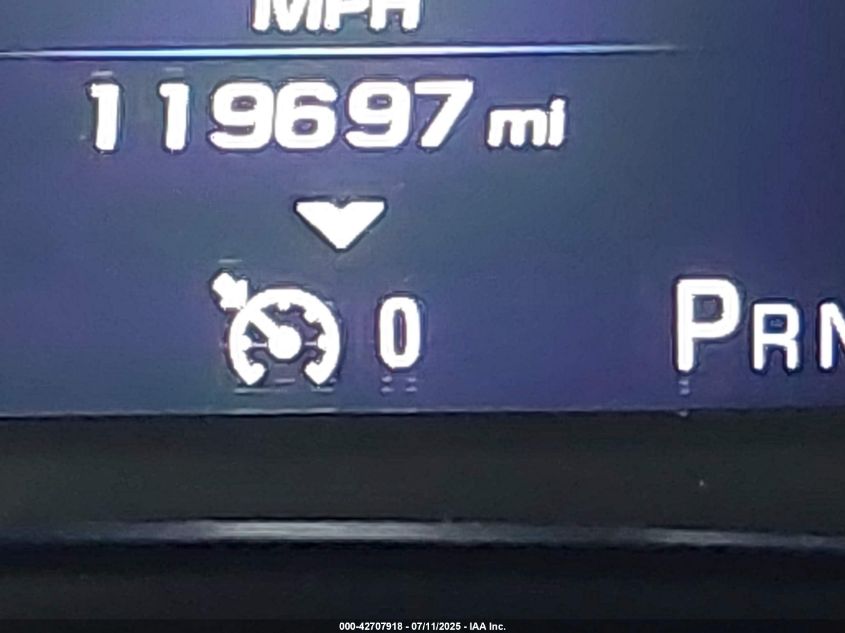 MPH
119697 mi
0 PRN
000-42707918 - 07/11/2025 - IAA Inc.